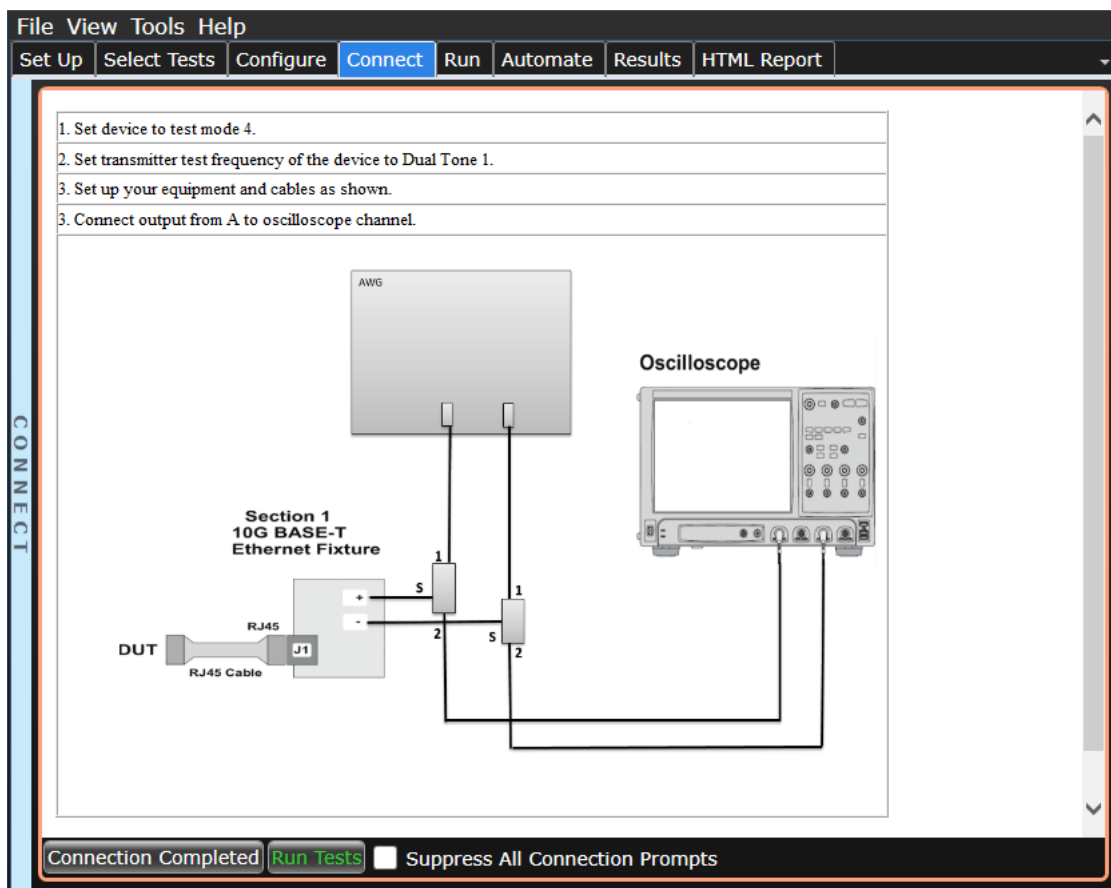 File View Tools Help
Set Up Select Tests Configure Connect Run Automate Results HTML Report
CONNECT
1. Set device to test mode 4.
2. Set transmitter test frequency of the device to Dual Tone 1.
3. Set up your equipment and cables as shown.
3. Connect output from A to oscilloscope channel.
AWG
Oscilloscope
Section 1
10G BASE-T
Ethernet Fixture
1
S
+
1
-
2
S
2
RJ45
DUT
J1
RJ45 Cable
Connection Completed Run Tests Suppress All Connection Prompts